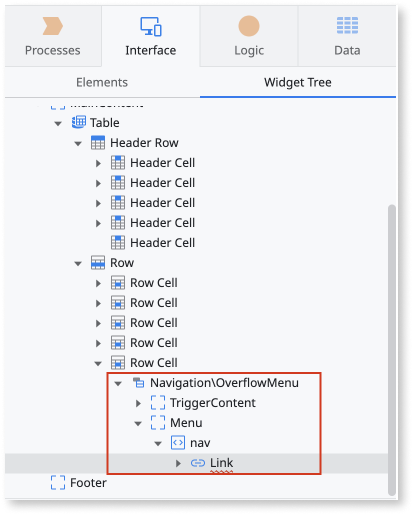 Processes Interface Logic Data
Elements Widget Tree
MainContent
Table
Header Row
Header Cell
Header Cell
Header Cell
Header Cell
Header Cell
Row
Row Cell
Row Cell
Row Cell
Row Cell
Row Cell
Navigation\OverflowMenu
TriggerContent
Menu
nav
Link
Footer